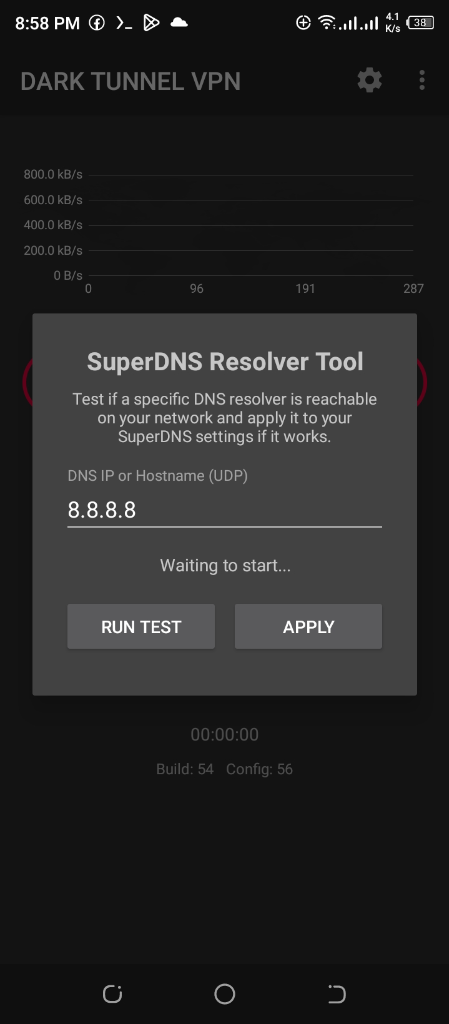 8:58 PM
4.1
K/s
38
DARK TUNNEL VPN
800.0 kB/s
600.0 kB/s
400.0 kB/s
200.0 kB/s
0 B/s
0 96 191 287
SuperDNS Resolver Tool
Test if a specific DNS resolver is reachable
on your network and apply it to your
SuperDNS settings if it works.
DNS IP or Hostname (UDP)
8.8.8.8
Waiting to start...
RUN TEST APPLY
00:00:00
Build: 54 Config: 56